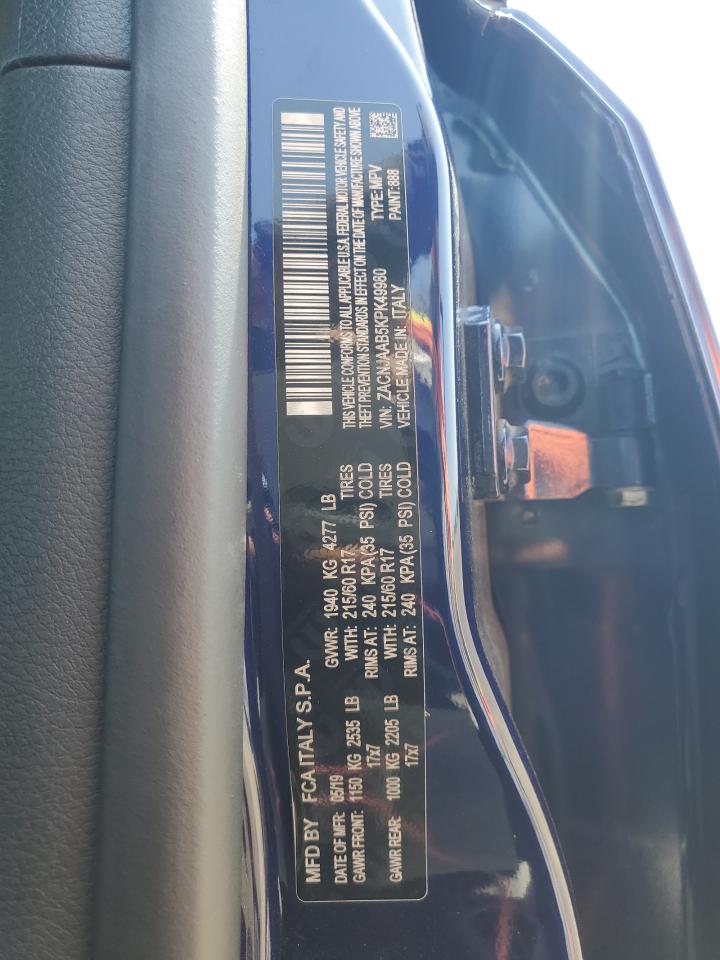 MFD BY FCA ITALY S.P.A.
DATE OF MFR: 05/19 GVWR: 1940 KG 4277 LB
GAWR FRONT: 1150 KG 2535 LB WITH: 215/60 R17 TIRES
17x7 RIMS AT: 240 KPA(35 PSI) COLD
GAWR REAR: 1000 KG 2205 LB WITH: 215/60 R17 TIRES
17x7 RIMS AT: 240 KPA(35 PSI) COLD
THIS VEHICLE CONFORMS TO ALL APPLICABLE U.S.A. FEDERAL MOTOR VEHICLE SAFETY AND
THEFT PREVENTION STANDARDS IN EFFECT ON THE DATE OF MANUFACTURE SHOWN ABOVE
VIN: ZACNJAAB5KPK49980 TYPE: MPV
VEHICLE MADE IN: ITALY PAINT:888